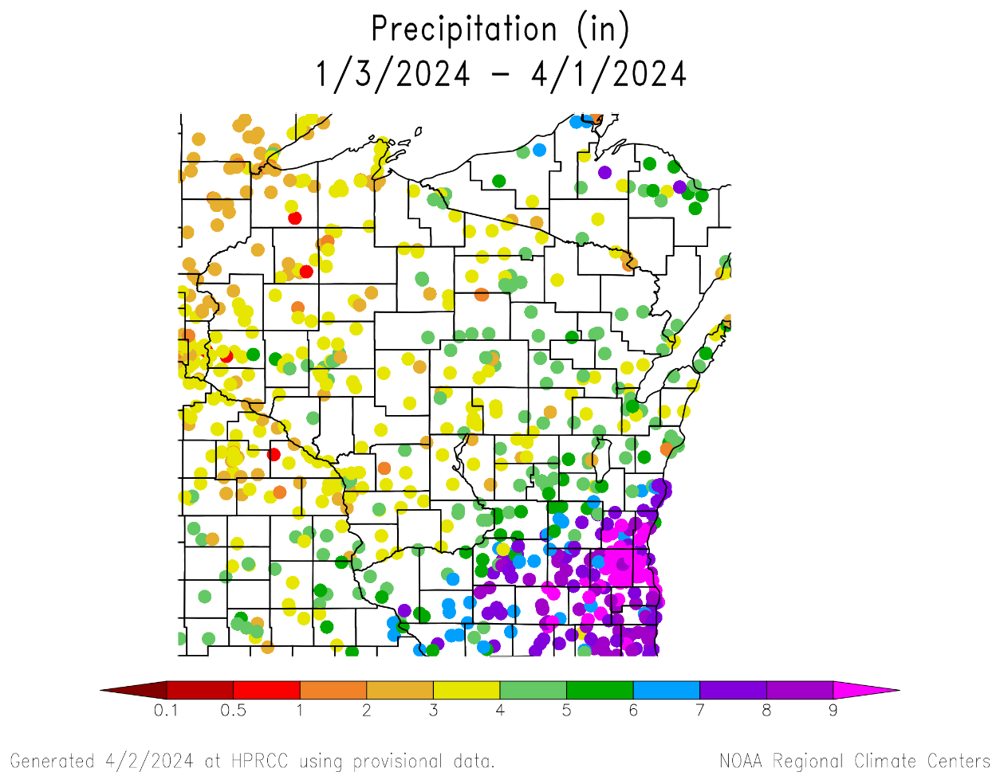 Precipitation (in)
1/3/2024 – 4/1/2024
0.1 0.5 1 2 3 4 5 6 7 8 9
Generated 4/2/2024 at HPRCC using provisional data.
NOAA Regional Climate Centers